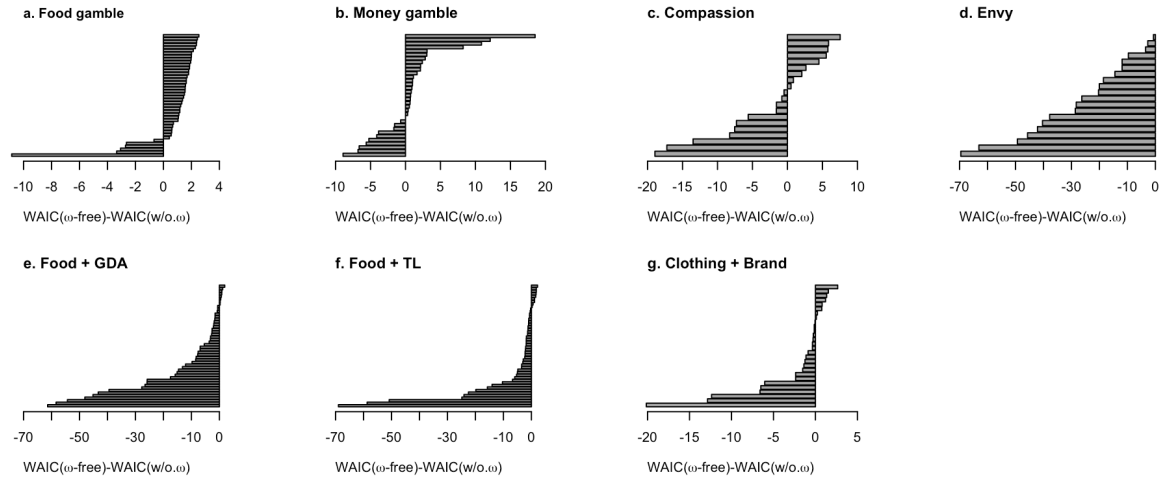 a. Food gamble
b. Money gamble
c. Compassion
d. Envy
-10 -8 -6 -4 -2 0 2 4
-10 -5 0 5 10 15 20
-20 -15 -10 -5 0 5 10
-70 -50 -30 -10 0
WAIC(ω-free)-WAIC(w/o.ω)
WAIC(ω-free)-WAIC(w/o.ω)
WAIC(ω-free)-WAIC(w/o.ω)
WAIC(ω-free)-WAIC(w/o.ω)
e. Food + GDA
f. Food + TL
g. Clothing + Brand
-70 -50 -30 -10 0
-70 -50 -30 -10 0
-20 -15 -10 -5 0 5
WAIC(ω-free)-WAIC(w/o.ω)
WAIC(ω-free)-WAIC(w/o.ω)
WAIC(ω-free)-WAIC(w/o.ω)